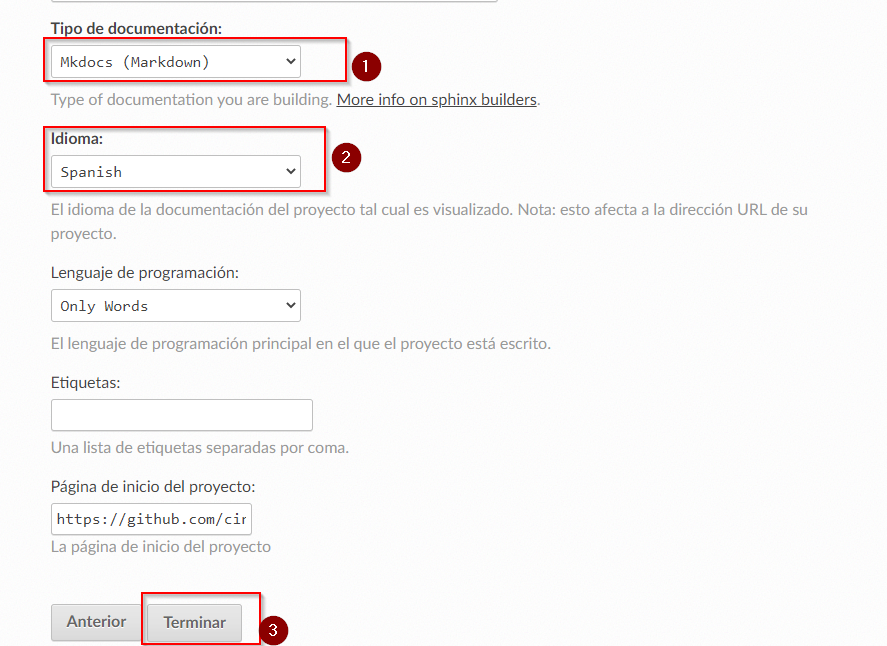 Tipo de documentación:
Mkdocs (Markdown)
1
Type of documentation you are building. More info on sphinx builders.
Idioma:
2
Spanish
El idioma de la documentación del proyecto tal cual es visualizado. Nota: esto afecta a la dirección URL de su
proyecto.
Lenguaje de programación:
Only Words
El lenguaje de programación principal en el que el proyecto está escrito.
Etiquetas:
Una lista de etiquetas separadas por coma.
Página de inicio del proyecto:
https://github.com/cir
La página de inicio del proyecto
Anterior Terminar
3